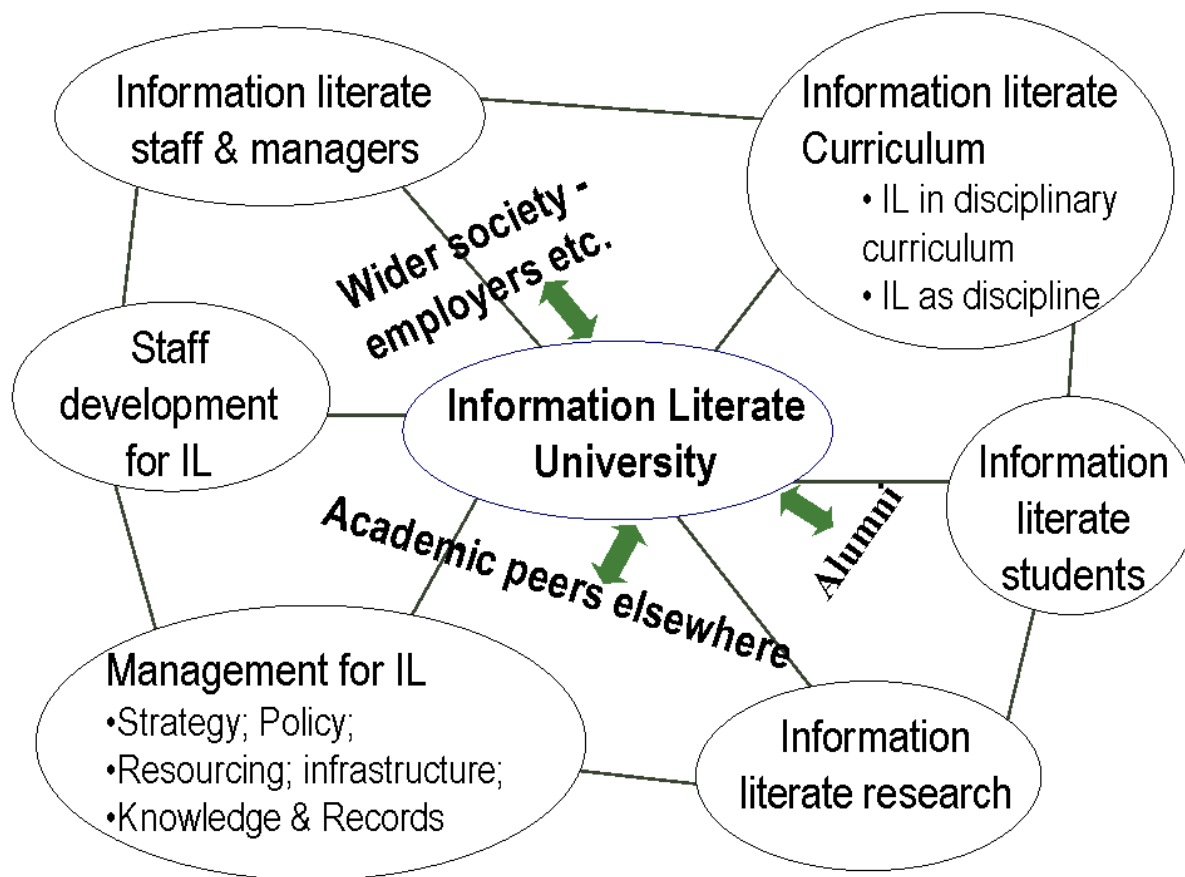 Information literate
staff & managers
Information literate
Curriculum
• IL in disciplinary
curriculum
• IL as discipline
Wider society -
employers etc.
Staff
development
for IL
Information Literate
University
Information
literate
students
Alumni
Academic peers elsewhere
Management for IL
•Strategy; Policy;
•Resourcing; infrastructure;
•Knowledge & Records
Information
literate research